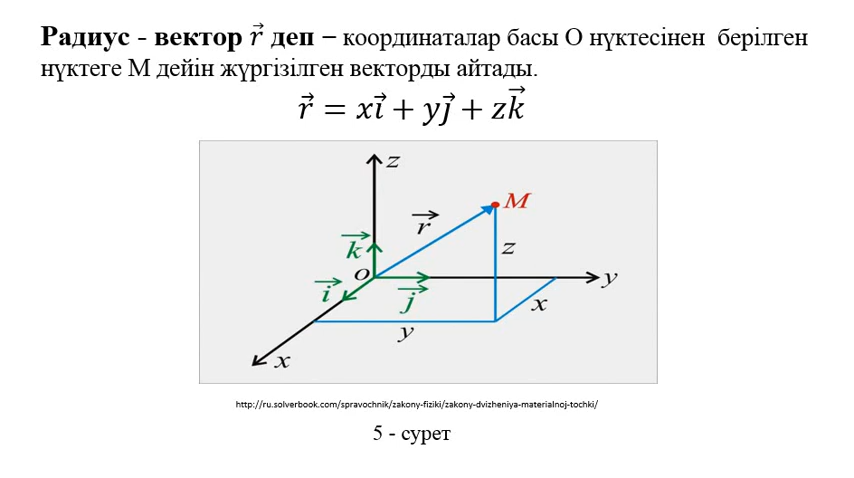 Радиус - вектор r⃗ деп − координаталар басы О нүктесінен берілген
нүктеге М дейін жүргізілген векторды айтады.
r⃗ = xi⃗ + yj⃗ + zk⃗
z
M
r⃗
k⃗
z
O
y
i⃗
j⃗
x
y
x
http://ru.solverbook.com/spravochnik/zakony-fiziki/zakony-dvizheniya-materialnoj-tochki/
5 - сурет